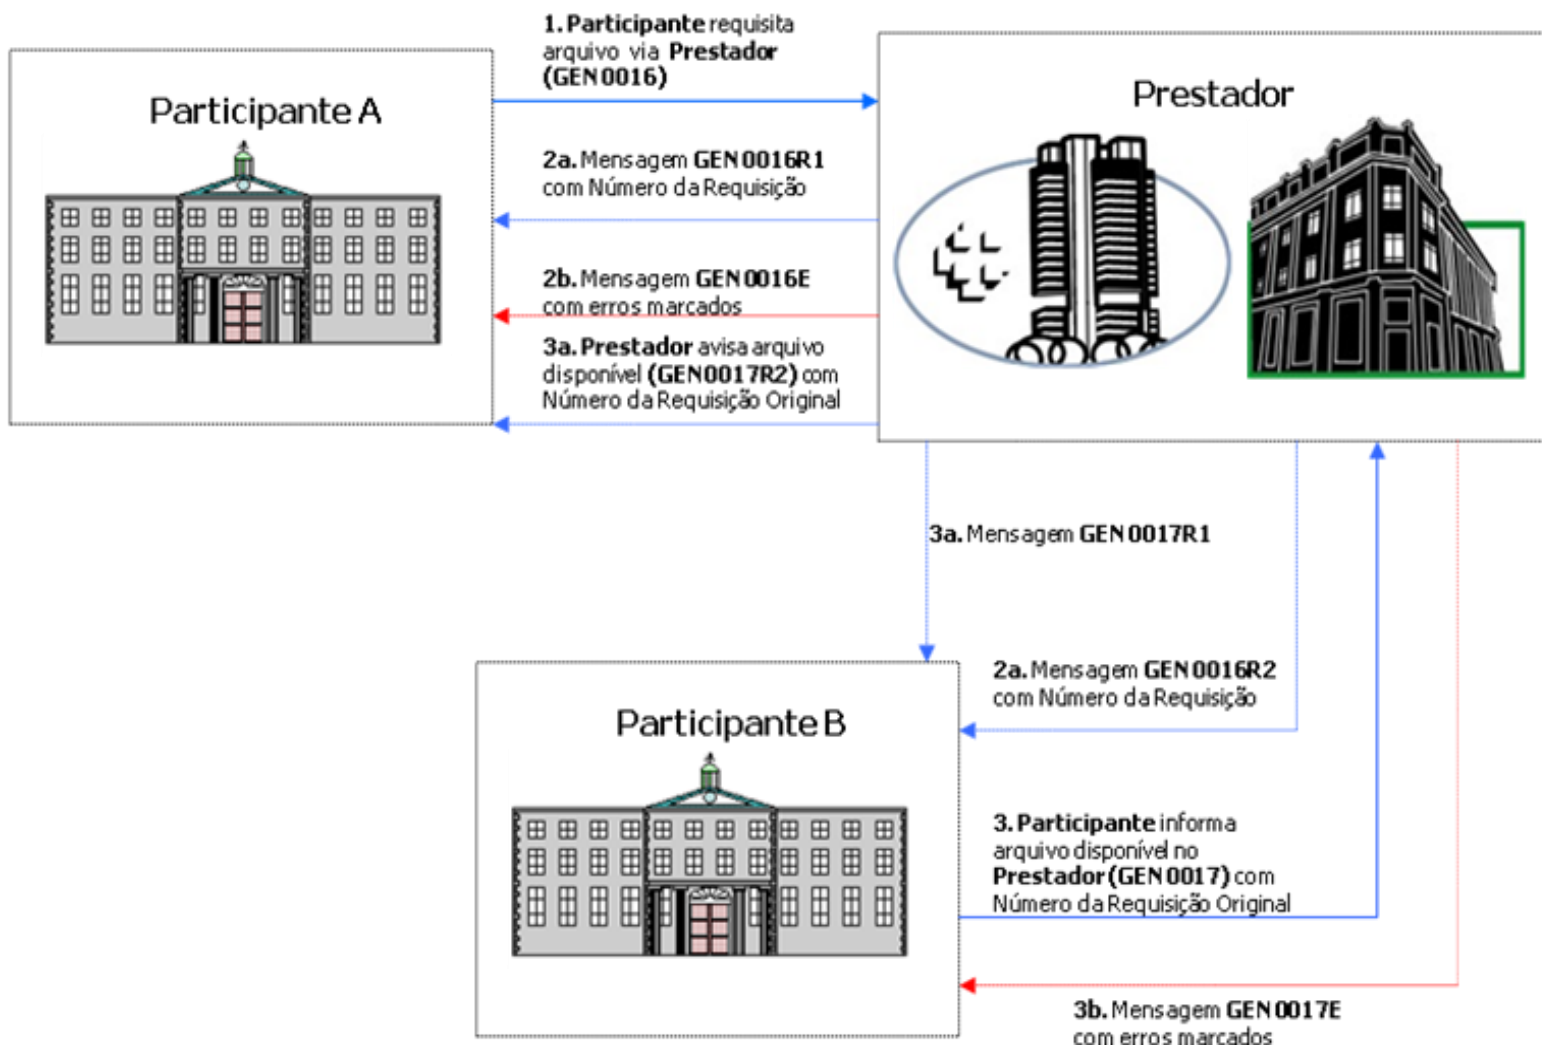 1. Participante requisita
arquivo via Prestador
(GEN0016)
Participante A
Prestador
2a. Mensagem GEN0016R1
com Número da Requisição
2b. Mensagem GEN0016E
com erros marcados
3a. Prestador avisa arquivo
disponível (GEN0017R2) com
Número da Requisição Original
3a. Mensagem GEN0017R1
2a. Mensagem GEN0016R2
com Número da Requisição
Participante B
3. Participante informa
arquivo disponível no
Prestador (GEN0017) com
Número da Requisição Original
3b. Mensagem GEN0017E
com erros marcados